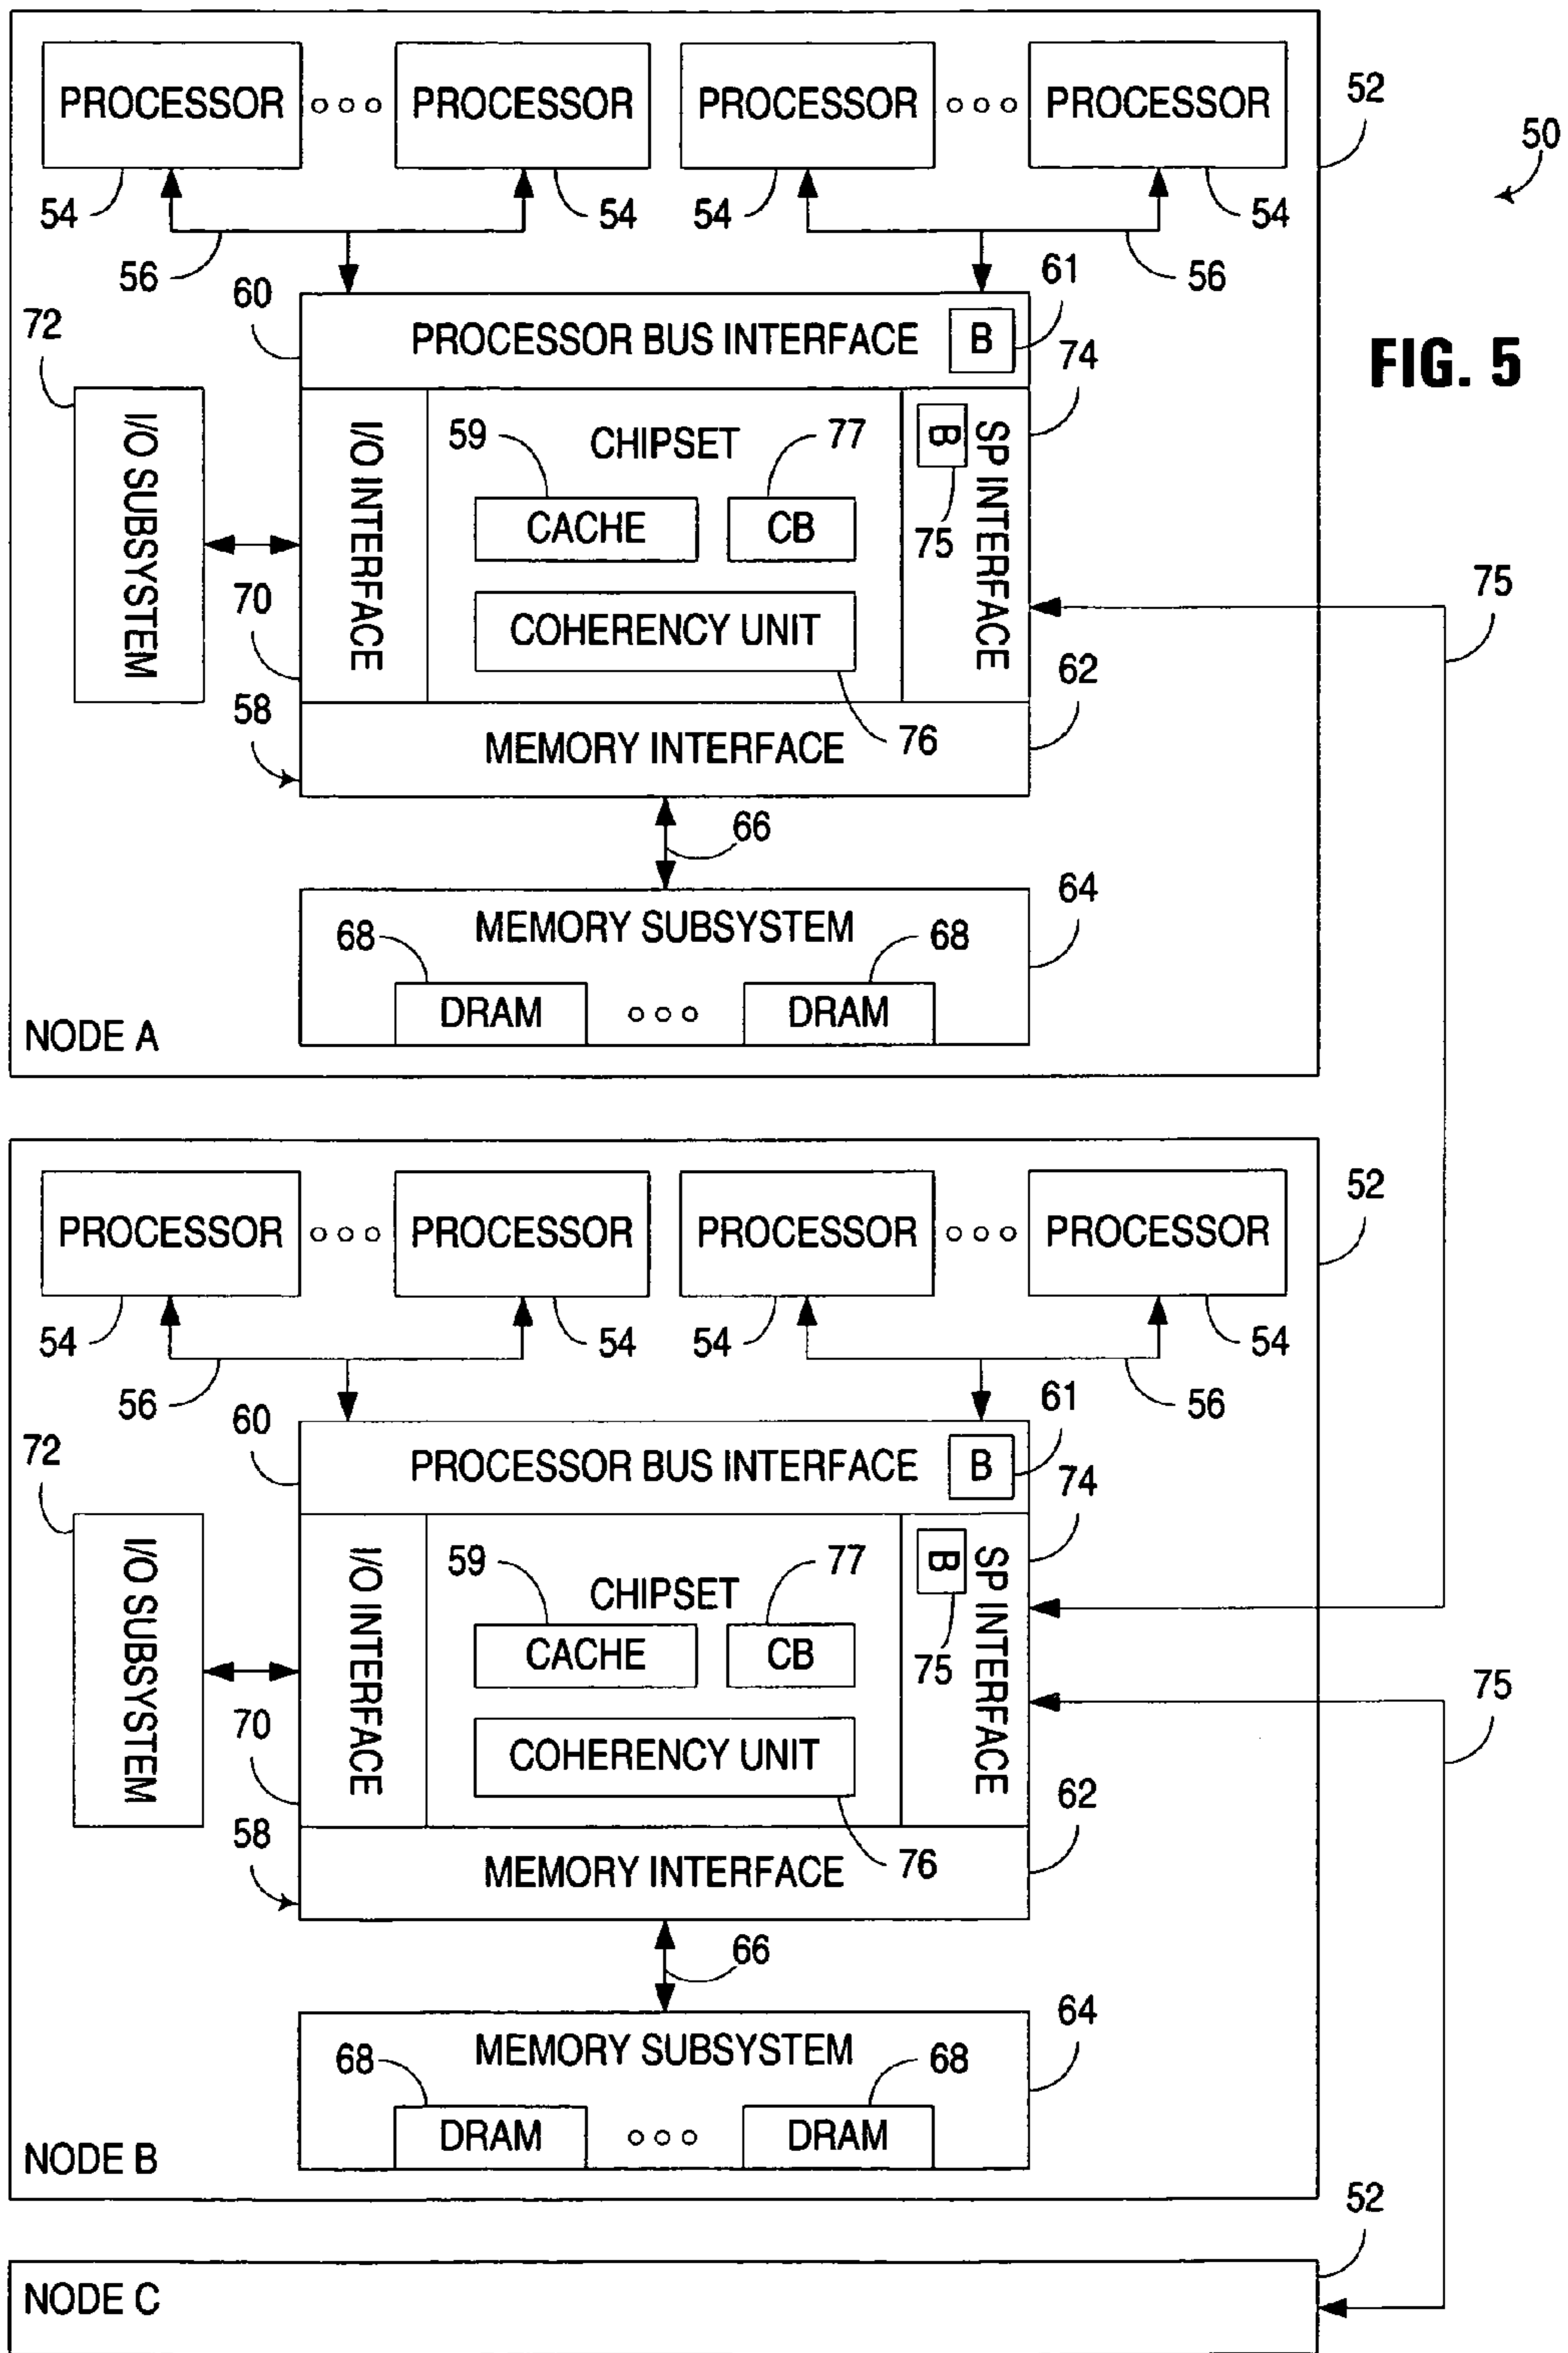 PROCESSOR PROCESSOR PROCESSOR PROCESSOR
52
50
54 54 54 54
56 56
60 61
PROCESSOR BUS INTERFACE B
72 74
FIG. 5
I/O SUBSYSTEM
I/O INTERFACE
59 CHIPSET 77
B
SP INTERFACE
CACHE CB
75
75
70
COHERENCY UNIT
62
58
76
MEMORY INTERFACE
66
64
MEMORY SUBSYSTEM
68 68
DRAM DRAM
NODE A
PROCESSOR PROCESSOR PROCESSOR PROCESSOR
52
54 54 54 54
56 56
60 61
PROCESSOR BUS INTERFACE B
72 74
I/O SUBSYSTEM
I/O INTERFACE
59 CHIPSET 77
B
SP INTERFACE
CACHE CB
75
75
70
COHERENCY UNIT
62
58
76
MEMORY INTERFACE
66
64
MEMORY SUBSYSTEM
68 68
DRAM DRAM
NODE B
52
NODE C